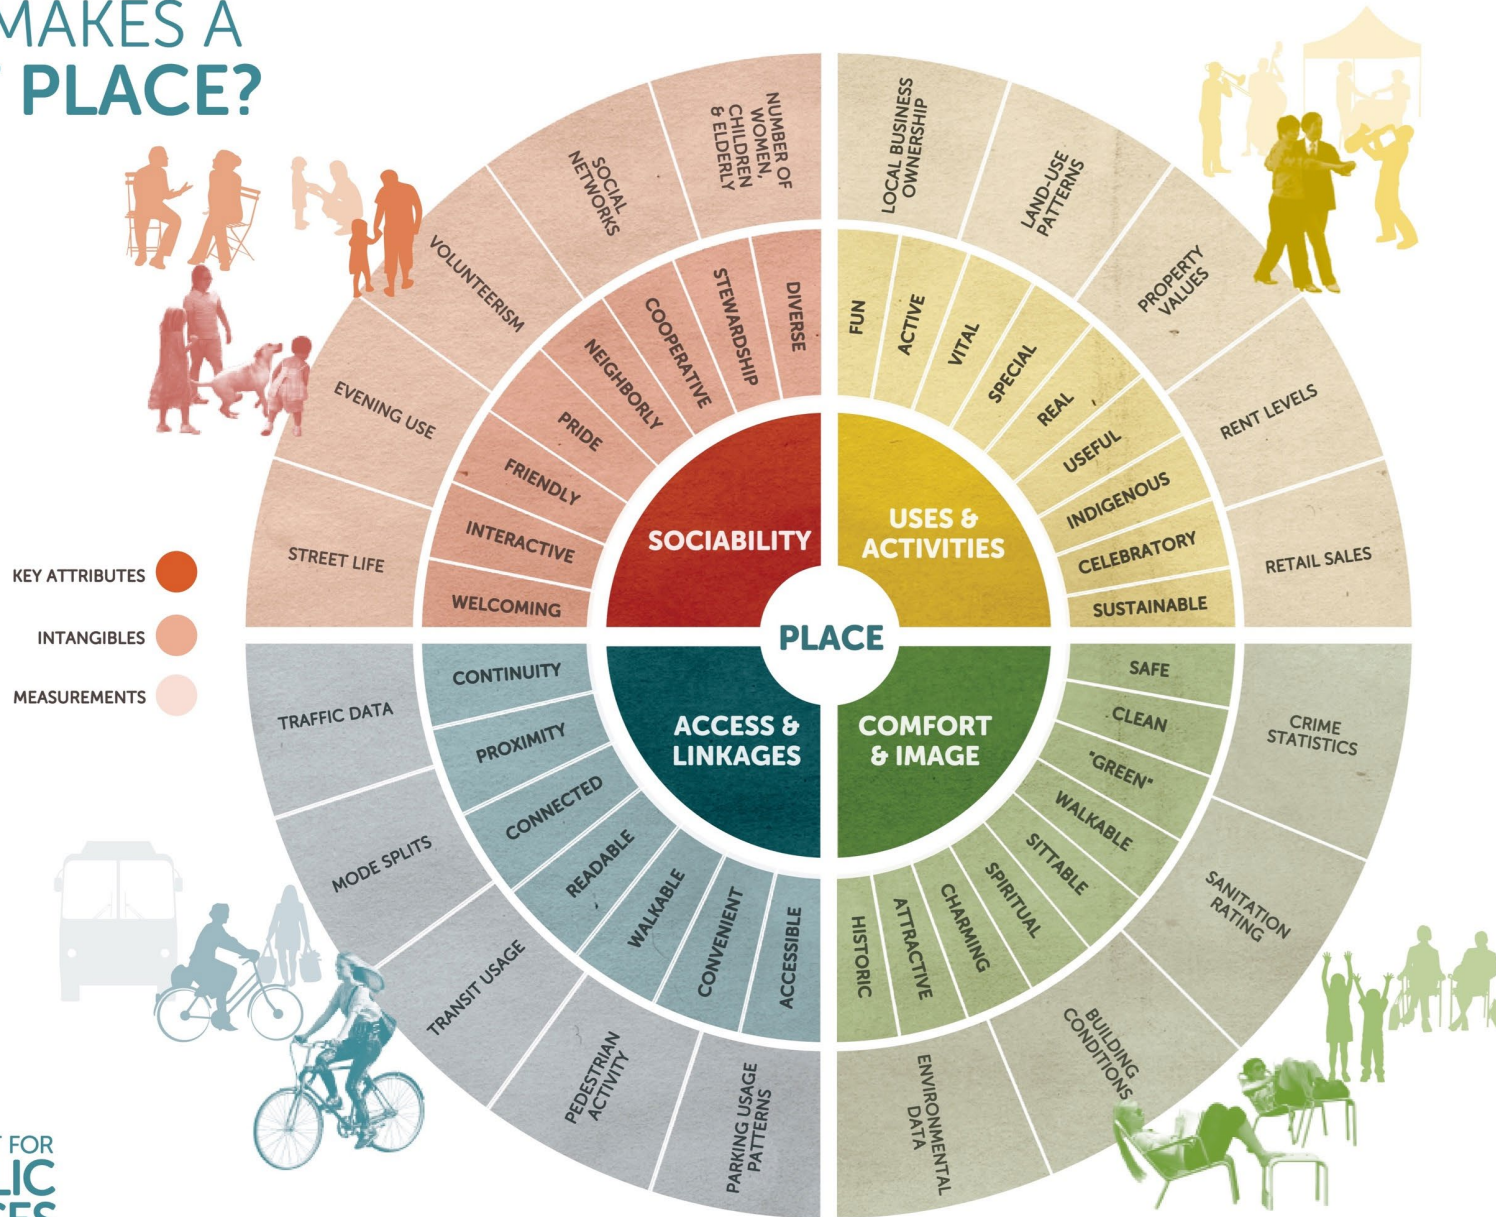 MAKES A
PLACE?
KEY ATTRIBUTES
INTANGIBLES
MEASUREMENTS
PLACE
SOCIABILITY
WELCOMING
INTERACTIVE
FRIENDLY
PRIDE
NEIGHBORLY
COOPERATIVE
STEWARDSHIP
DIVERSE
STREET LIFE
EVENING USE
VOLUNTEERISM
SOCIAL
NETWORKS
NUMBER OF
WOMEN,
CHILDREN
& ELDERLY
USES &
ACTIVITIES
FUN
ACTIVE
VITAL
SPECIAL
REAL
USEFUL
INDIGENOUS
CELEBRATORY
SUSTAINABLE
LOCAL BUSINESS
OWNERSHIP
LAND-USE
PATTERNS
PROPERTY
VALUES
RENT LEVELS
RETAIL SALES
COMFORT
& IMAGE
SAFE
CLEAN
"GREEN"
WALKABLE
SITTABLE
SPIRITUAL
CHARMING
ATTRACTIVE
HISTORIC
CRIME
STATISTICS
SANITATION
RATING
BUILDING
CONDITIONS
ENVIRONMENTAL
DATA
ACCESS &
LINKAGES
CONTINUITY
PROXIMITY
CONNECTED
READABLE
WALKABLE
CONVENIENT
ACCESSIBLE
TRAFFIC DATA
MODE SPLITS
TRANSIT USAGE
PEDESTRIAN
ACTIVITY
PARKING USAGE
PATTERNS
FOR
LIC
CES